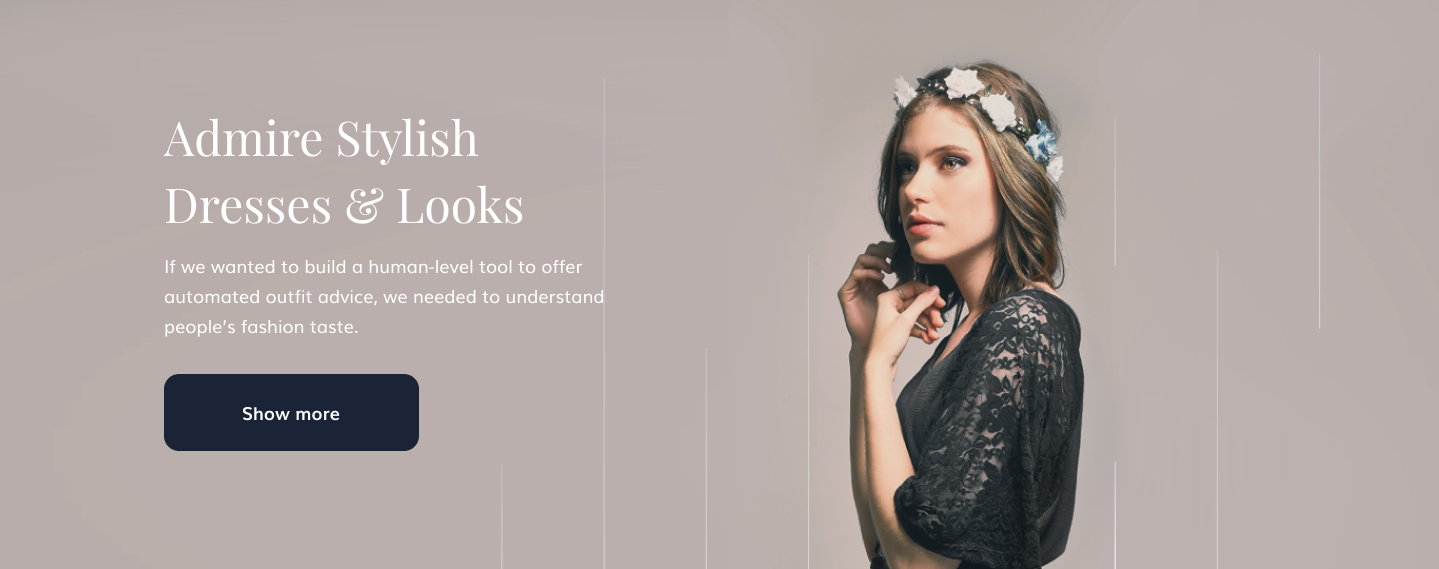 Admire Stylish
Dresses & Looks
If we wanted to build a human-level tool to offer
automated outfit advice, we needed to understand
people’s fashion taste.
Show more